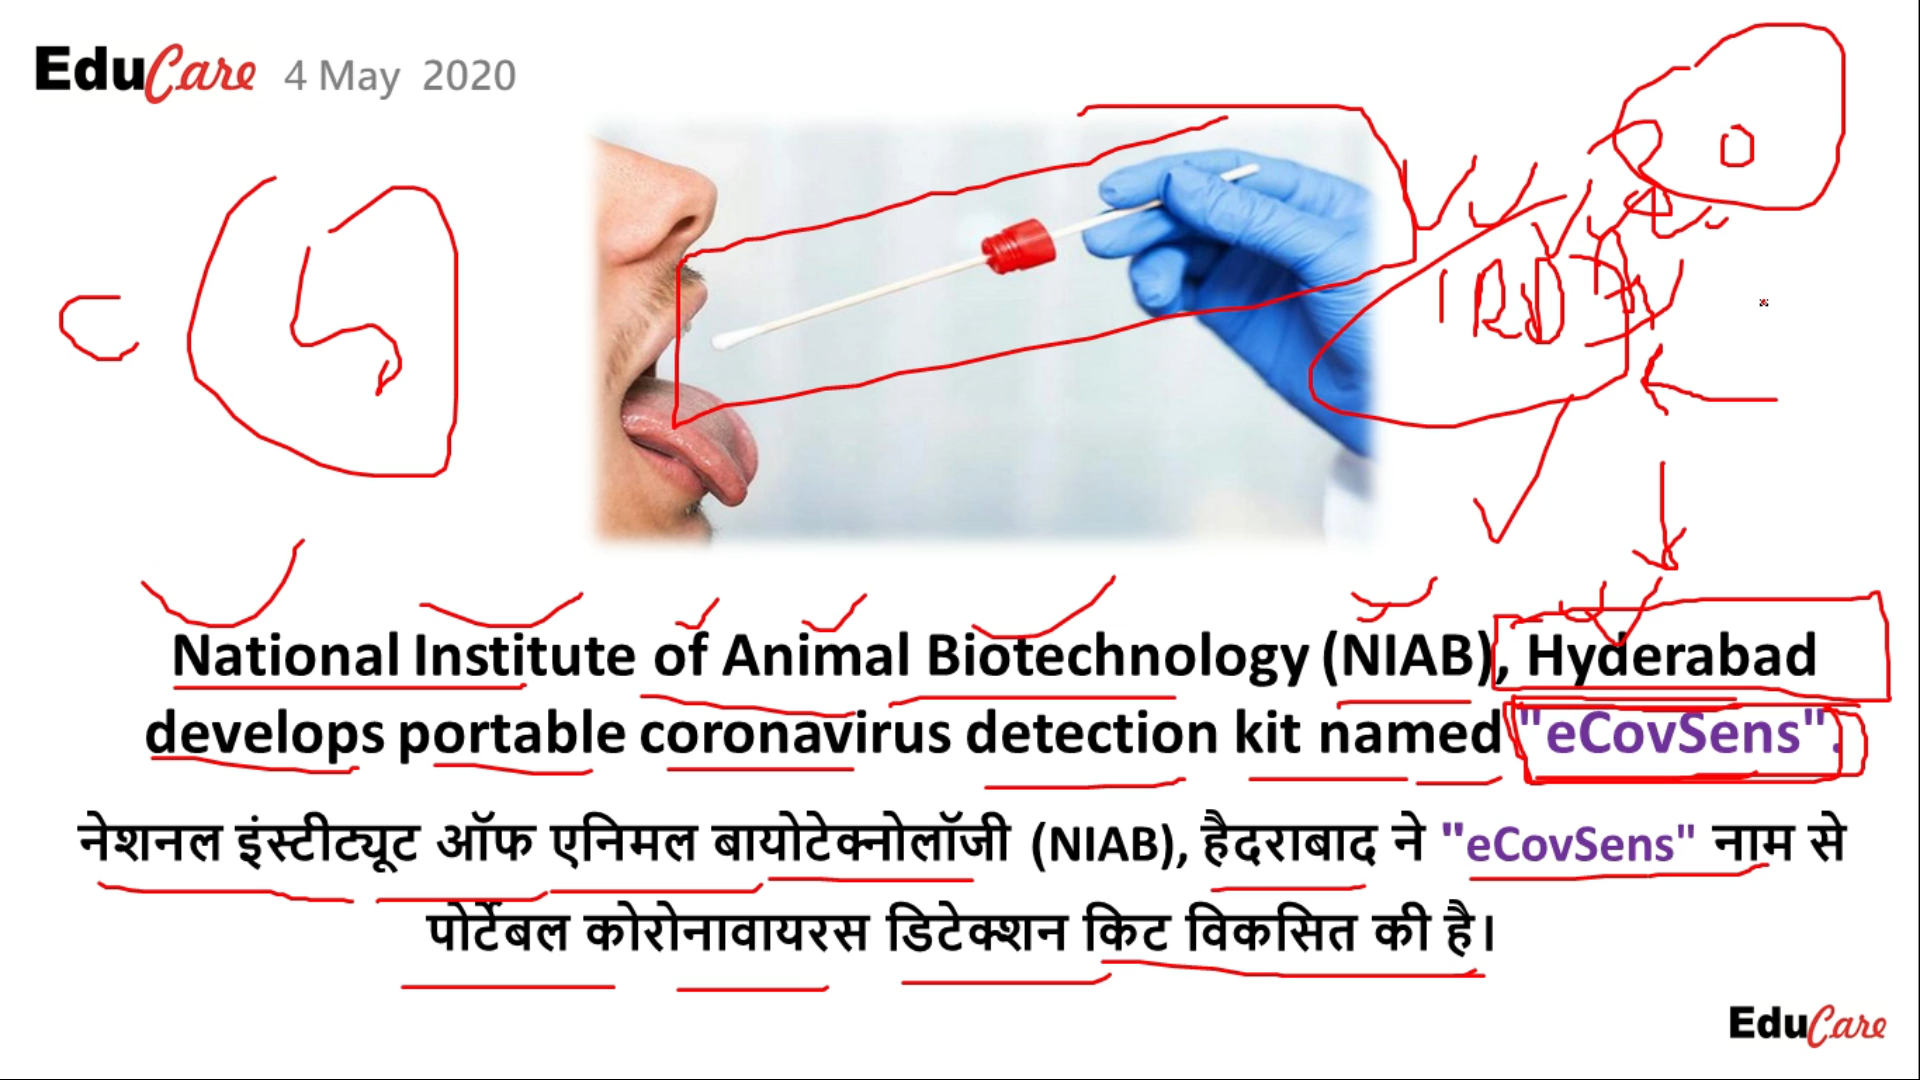 EduCare 4 May 2020
National Institute of Animal Biotechnology (NIAB), Hyderabad
develops portable coronavirus detection kit named "eCovSens".
नेशनल इंस्टीट्यूट ऑफ एनिमल बायोटेक्नोलॉजी (NIAB), हैदराबाद ने "eCovSens" नाम से
पोर्टेबल कोरोनावायरस डिटेक्शन किट विकसित की है।
EduCare